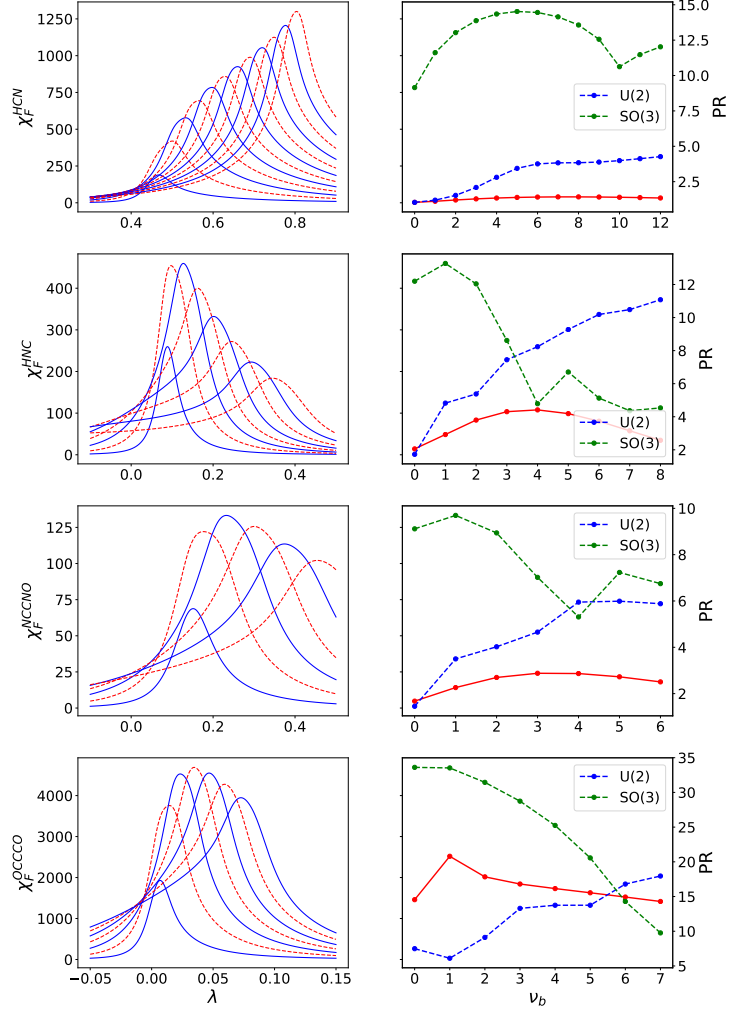 1250
1000
750
500
250
0
χ_F^HCN
0.4 0.6 0.8
15.0
12.5
10.0
7.5
5.0
2.5
PR
U(2)
SO(3)
0 2 4 6 8 10 12
400
300
200
100
0
χ_F^HNC
0.0 0.2 0.4
12
10
8
6
4
2
PR
U(2)
SO(3)
0 1 2 3 4 5 6 7 8
125
100
75
50
25
0
χ_F^NCCNO
0.0 0.2 0.4
10
8
6
4
2
PR
U(2)
SO(3)
0 1 2 3 4 5 6
4000
3000
2000
1000
0
χ_F^OCCCO
−0.05 0.00 0.05 0.10 0.15
λ
35
30
25
20
15
10
5
PR
U(2)
SO(3)
0 1 2 3 4 5 6 7
ν_b